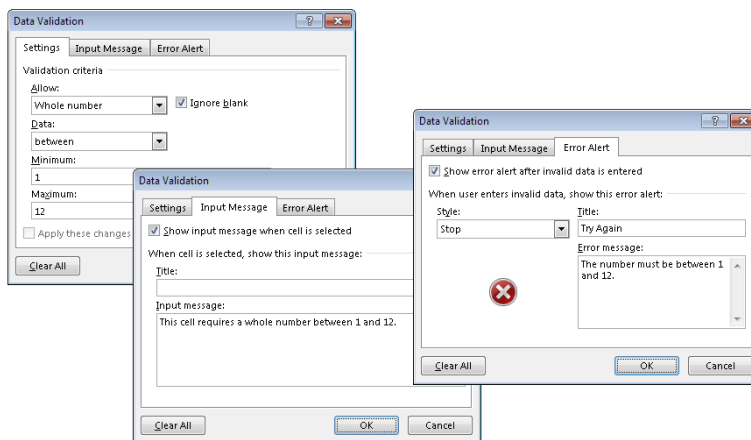 Data Validation
Settings Input Message Error Alert
Validation criteria
Allow:
Whole number Ignore blank
Data:
between
Minimum:
1
Maximum:
12
Apply these changes
Clear All
Data Validation
Settings Input Message Error Alert
Show input message when cell is selected
When cell is selected, show this input message:
Title:
Input message:
This cell requires a whole number between 1 and 12.
Clear All OK Cancel
Data Validation
Settings Input Message Error Alert
Show error alert after invalid data is entered
When user enters invalid data, show this error alert:
Style: Title:
Stop Try Again
Error message:
The number must be between 1
and 12.
Clear All OK Cancel